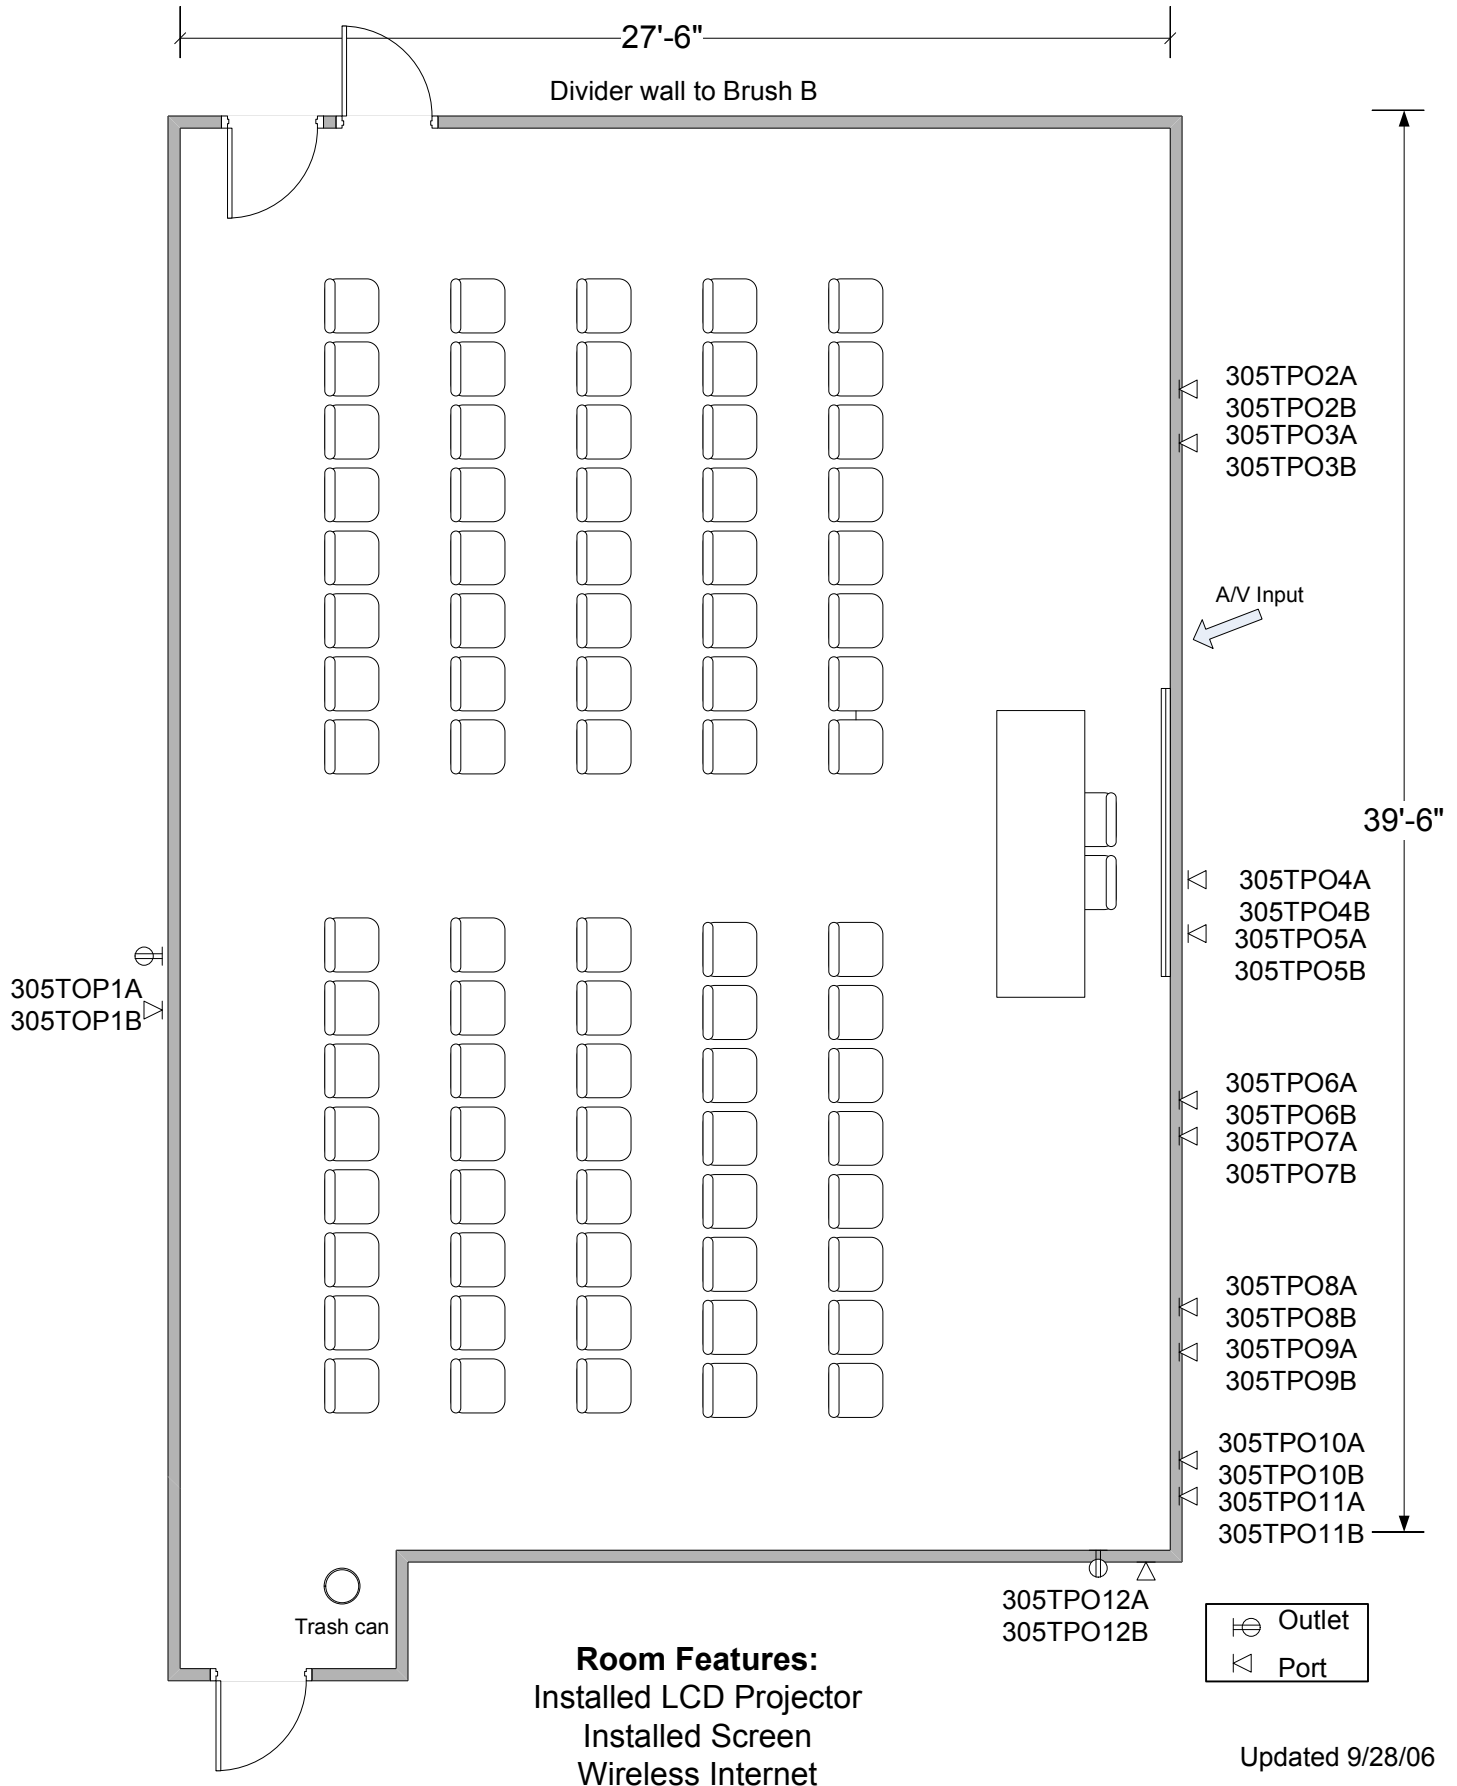 27'-6"
Divider wall to Brush B
305TPO2A
305TPO2B
305TPO3A
305TPO3B
A/V Input
39'-6"
305TPO4A
305TPO4B
305TPO5A
305TPO5B
305TOP1A
305TOP1B
305TPO6A
305TPO6B
305TPO7A
305TPO7B
305TPO8A
305TPO8B
305TPO9A
305TPO9B
305TPO10A
305TPO10B
305TPO11A
305TPO11B
305TPO12A
305TPO12B
Trash can
Outlet
Port
Room Features:
Installed LCD Projector
Installed Screen
Wireless Internet
Updated 9/28/06